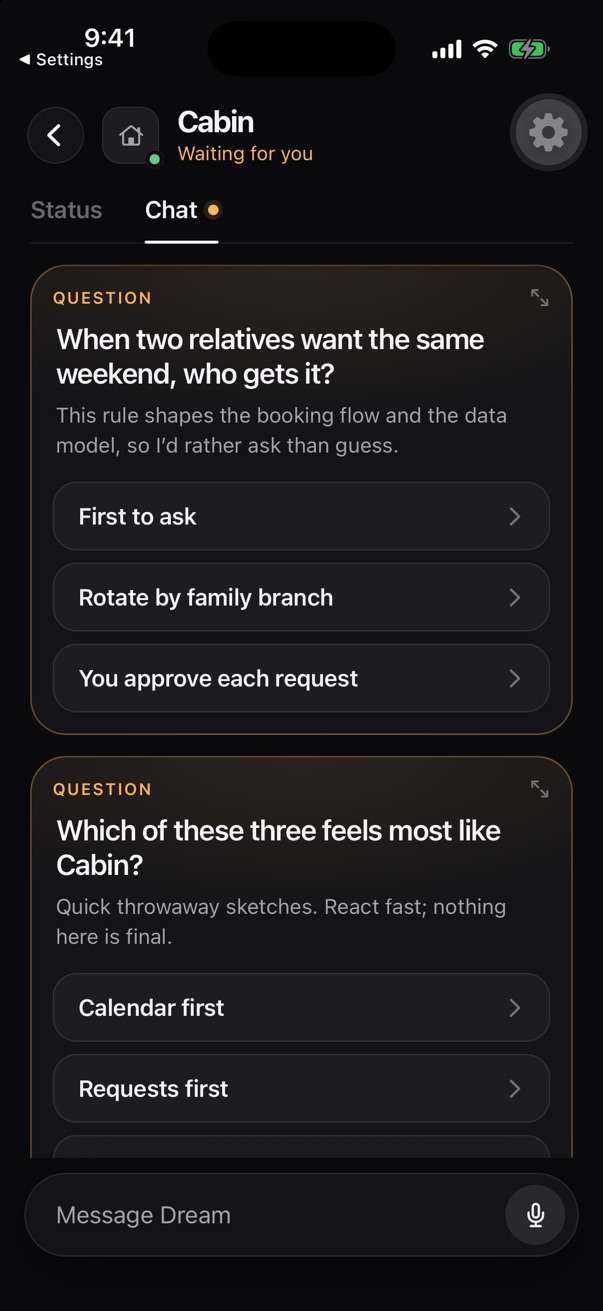 9:41
◀ Settings
Cabin
Waiting for you
Status
Chat
QUESTION
When two relatives want the same
weekend, who gets it?
This rule shapes the booking flow and the data
model, so I’d rather ask than guess.
First to ask
Rotate by family branch
You approve each request
QUESTION
Which of these three feels most like
Cabin?
Quick throwaway sketches. React fast; nothing
here is final.
Calendar first
Requests first
Message Dream